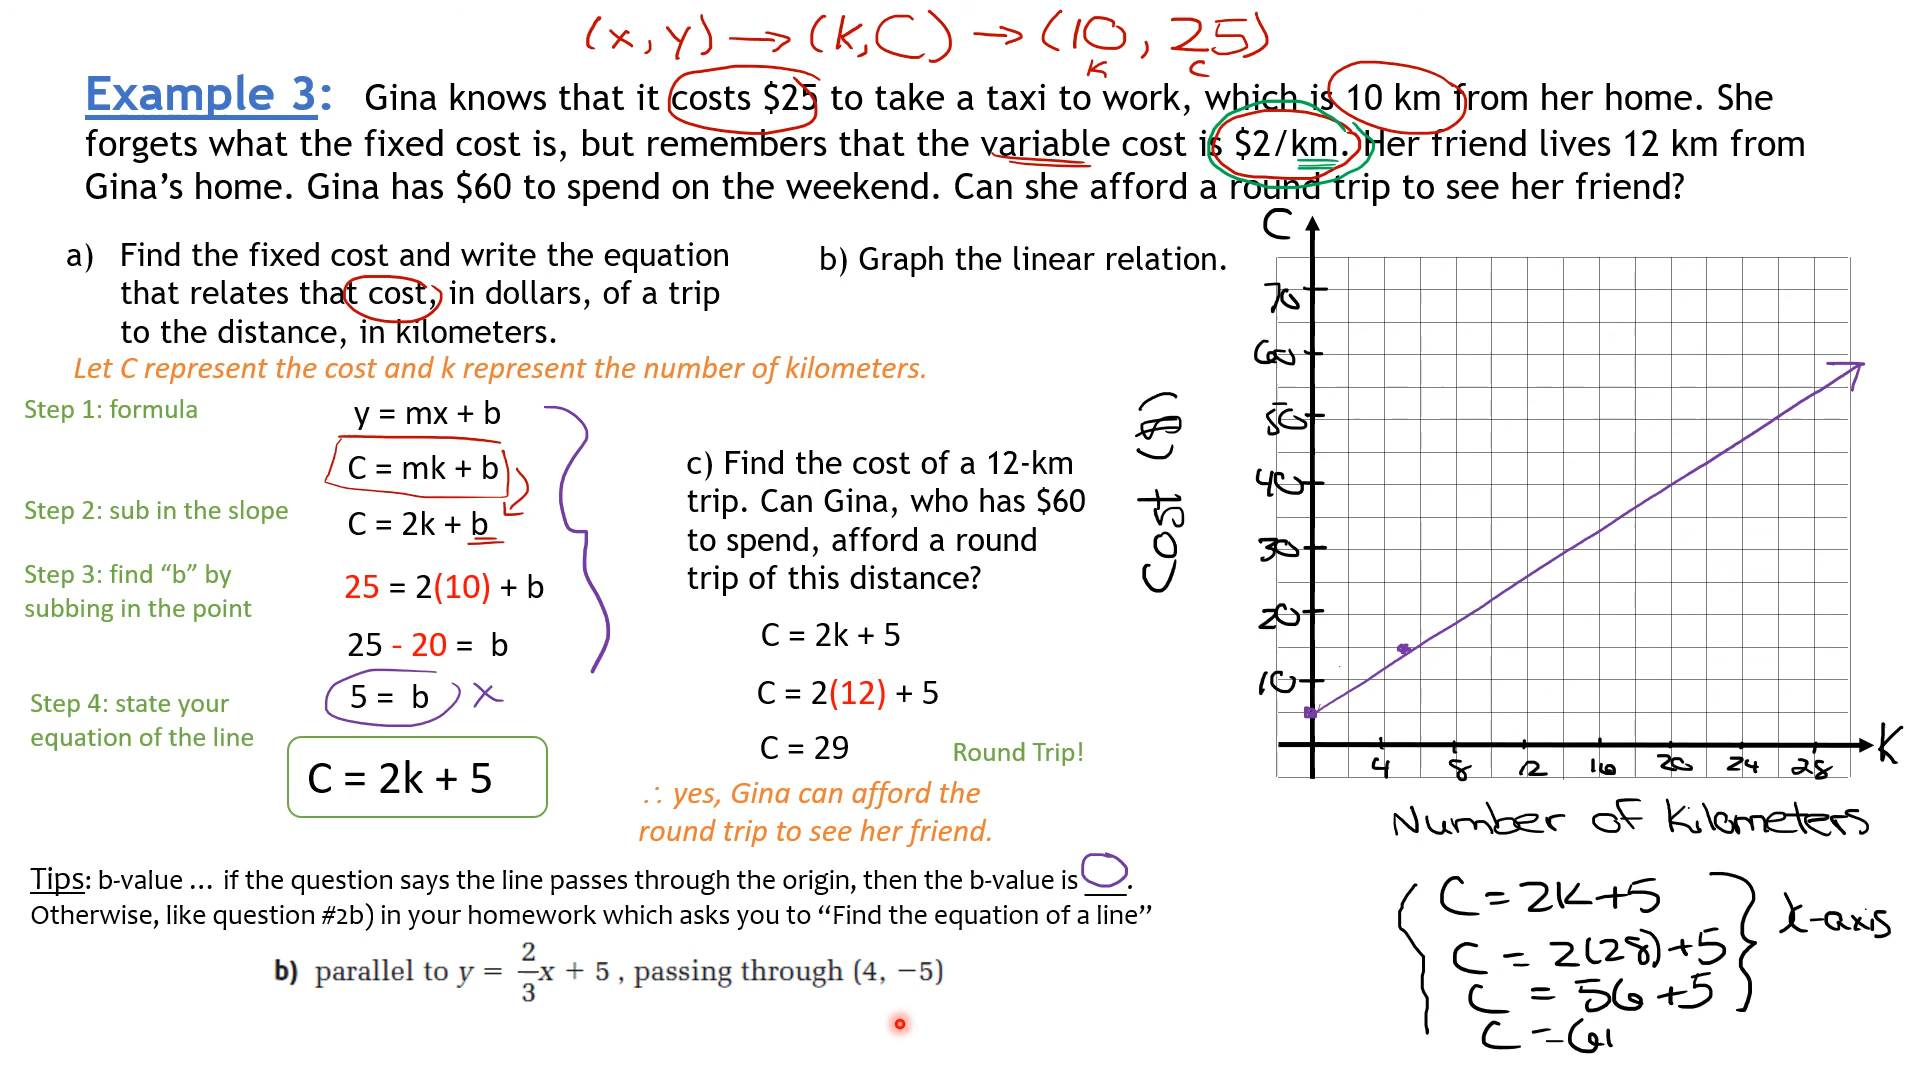 (x, y) → (k, C) → (10, 25)
K C
Example 3: Gina knows that it costs $25 to take a taxi to work, which is 10 km from her home. She
forgets what the fixed cost is, but remembers that the variable cost is $2/km. Her friend lives 12 km from
Gina’s home. Gina has $60 to spend on the weekend. Can she afford a round trip to see her friend?
a) Find the fixed cost and write the equation
that relates that cost, in dollars, of a trip
to the distance, in kilometers.
Let C represent the cost and k represent the number of kilometers.
Step 1: formula
y = mx + b
C = mk + b
Step 2: sub in the slope
C = 2k + b
Step 3: find “b” by
subbing in the point
25 = 2(10) + b
25 - 20 = b
5 = b x
Step 4: state your
equation of the line
C = 2k + 5
b) Graph the linear relation.
C
70
60
50
40
30
20
10
Cost ($)
4 8 12 16 20 24 28 K
Number of Kilometers
c) Find the cost of a 12-km
trip. Can Gina, who has $60
to spend, afford a round
trip of this distance?
C = 2k + 5
C = 2(12) + 5
C = 29 Round Trip!
∴ yes, Gina can afford the
round trip to see her friend.
C = 2k+5
C = 2(28)+5
C = 56+5
C = 61
x-axis
Tips: b-value … if the question says the line passes through the origin, then the b-value is 0.
Otherwise, like question #2b) in your homework which asks you to “Find the equation of a line”
b) parallel to y = 2/3 x + 5 , passing through (4, −5)